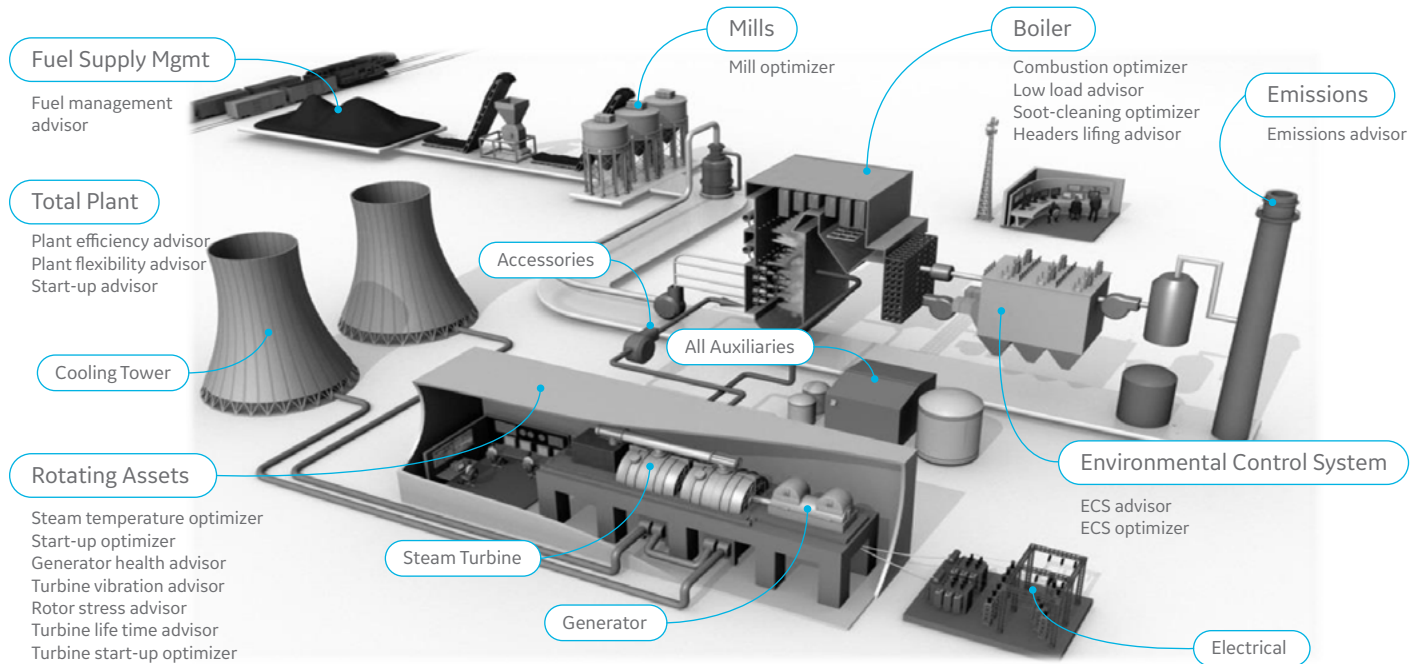 Fuel Supply Mgmt
Fuel management
advisor
Mills
Mill optimizer
Boiler
Combustion optimizer
Low load advisor
Soot-cleaning optimizer
Headers lifing advisor
Emissions
Emissions advisor
Total Plant
Plant efficiency advisor
Plant flexibility advisor
Start-up advisor
Accessories
All Auxiliaries
Cooling Tower
Rotating Assets
Steam temperature optimizer
Start-up optimizer
Generator health advisor
Turbine vibration advisor
Rotor stress advisor
Turbine life time advisor
Turbine start-up optimizer
Steam Turbine
Generator
Environmental Control System
ECS advisor
ECS optimizer
Electrical